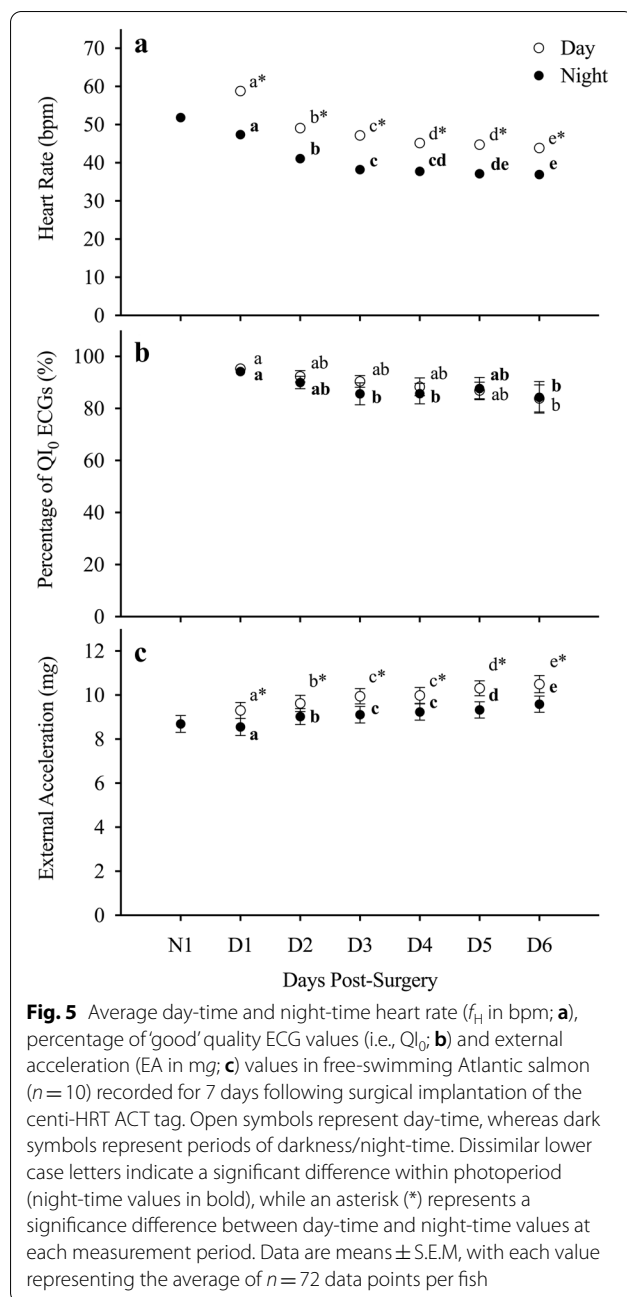 a
Day
Night
Heart Rate (bpm)
70
60
50
40
30
20
10
0
a*
b*
c*
d*
d*
e*
a
b
c
cd
de
e
b
Percentage of QI₀ ECGs (%)
100
80
60
40
20
0
a
ab
ab
ab
ab
b
a
ab
b
b
ab
b
c
External Acceleration (mg)
12
10
8
6
4
2
0
a*
b*
c*
c*
d*
e*
a
b
c
c
d
e
N1 D1 D2 D3 D4 D5 D6
Days Post-Surgery
Fig. 5 Average day-time and night-time heart rate (fH in bpm; a),
percentage of ‘good’ quality ECG values (i.e., QI₀; b) and external
acceleration (EA in mg; c) values in free-swimming Atlantic salmon
(n = 10) recorded for 7 days following surgical implantation of the
centi-HRT ACT tag. Open symbols represent day-time, whereas dark
symbols represent periods of darkness/night-time. Dissimilar lower
case letters indicate a significant difference within photoperiod
(night-time values in bold), while an asterisk (*) represents a
significance difference between day-time and night-time values at
each measurement period. Data are means ± S.E.M, with each value
representing the average of n = 72 data points per fish